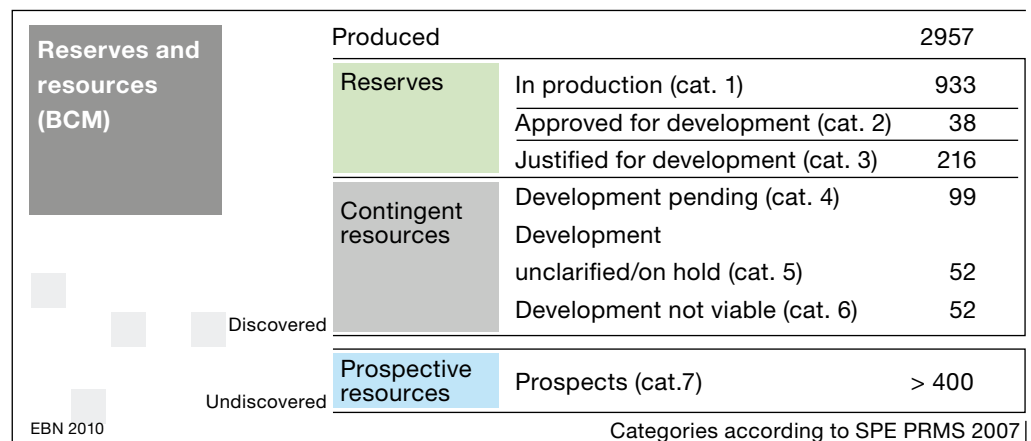 Reserves and
resources
(BCM)
Produced 2957
Reserves In production (cat. 1) 933
Approved for development (cat. 2) 38
Justified for development (cat. 3) 216
Contingent
resources
Development pending (cat. 4) 99
Development
unclarified/on hold (cat. 5) 52
Development not viable (cat. 6) 52
Discovered
Prospective
resources
Prospects (cat.7) > 400
Undiscovered
EBN 2010
Categories according to SPE PRMS 2007